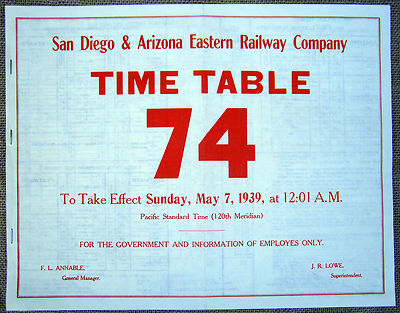 San Diego & Arizona Eastern Railway Company
TIME TABLE
74
To Take Effect Sunday, May 7, 1939, at 12:01 A.M.
Pacific Standard Time (120th Meridian)
FOR THE GOVERNMENT AND INFORMATION OF EMPLOYES ONLY.
F. L. ANNABLE, J. R. LOWE,
General Manager. Superintendent.